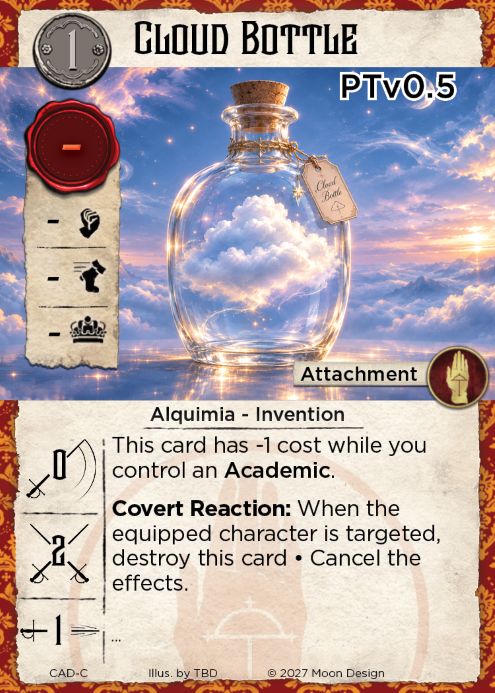 1
CLOUD BOTTLE
PTv0.5
-
-
-
-
Cloud
Bottle
Attachment
Alquimia - Invention
This card has -1 cost while you
control an Academic.
Covert Reaction: When the
equipped character is targeted,
destroy this card • Cancel the
effects.
0
2
1
...
CAD-C
Illus. by TBD
© 2027 Moon Design